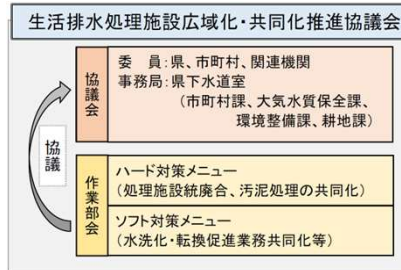 生活排水処理施設広域化・共同化推進協議会
協議会
委　員：県、市町村、関連機関
事務局：県下水道室
（市町村課、大気水質保全課、
環境整備課、耕地課）
協議
作業部会
ハード対策メニュー
（処理施設統廃合、汚泥処理の共同化）
ソフト対策メニュー
（水洗化・転換促進業務共同化等）